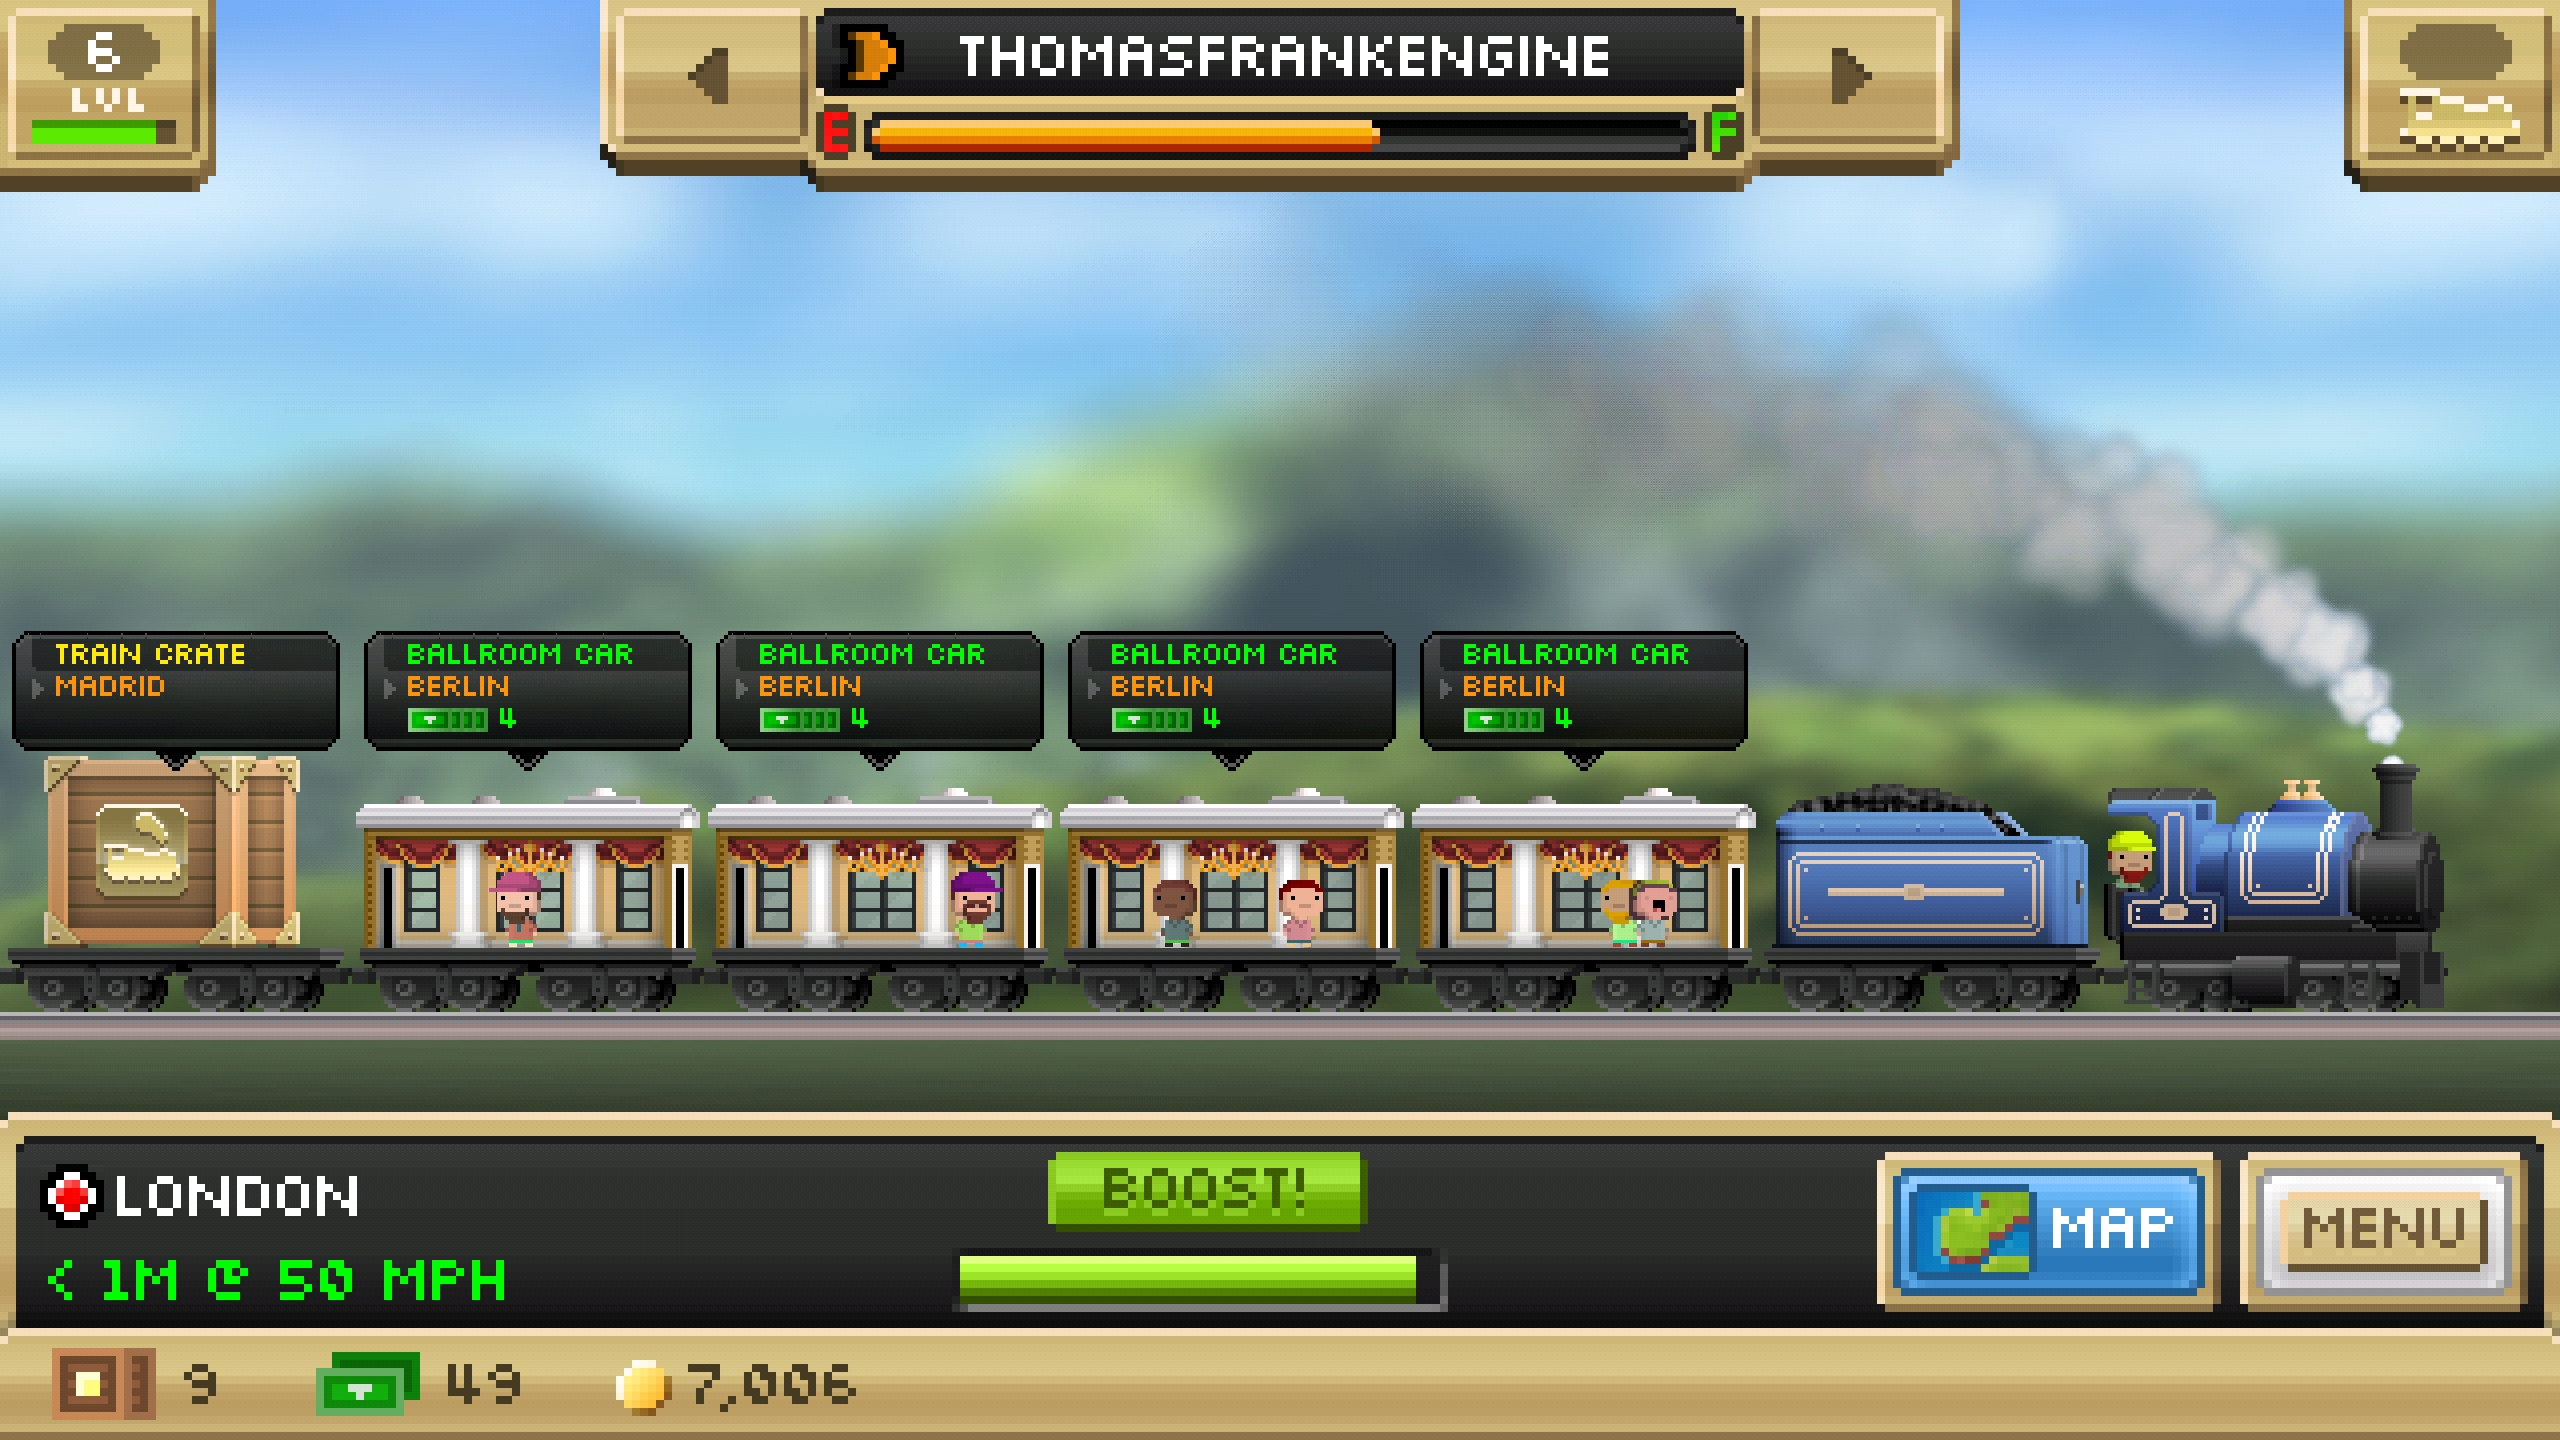 6
LVL
THOMASFRANKENGINE
E
F
TRAIN CRATE
MADRID
BALLROOM CAR
BERLIN
4
BALLROOM CAR
BERLIN
4
BALLROOM CAR
BERLIN
4
BALLROOM CAR
BERLIN
4
LONDON
< 1M @ 50 MPH
BOOST!
MAP
MENU
9
49
7,006